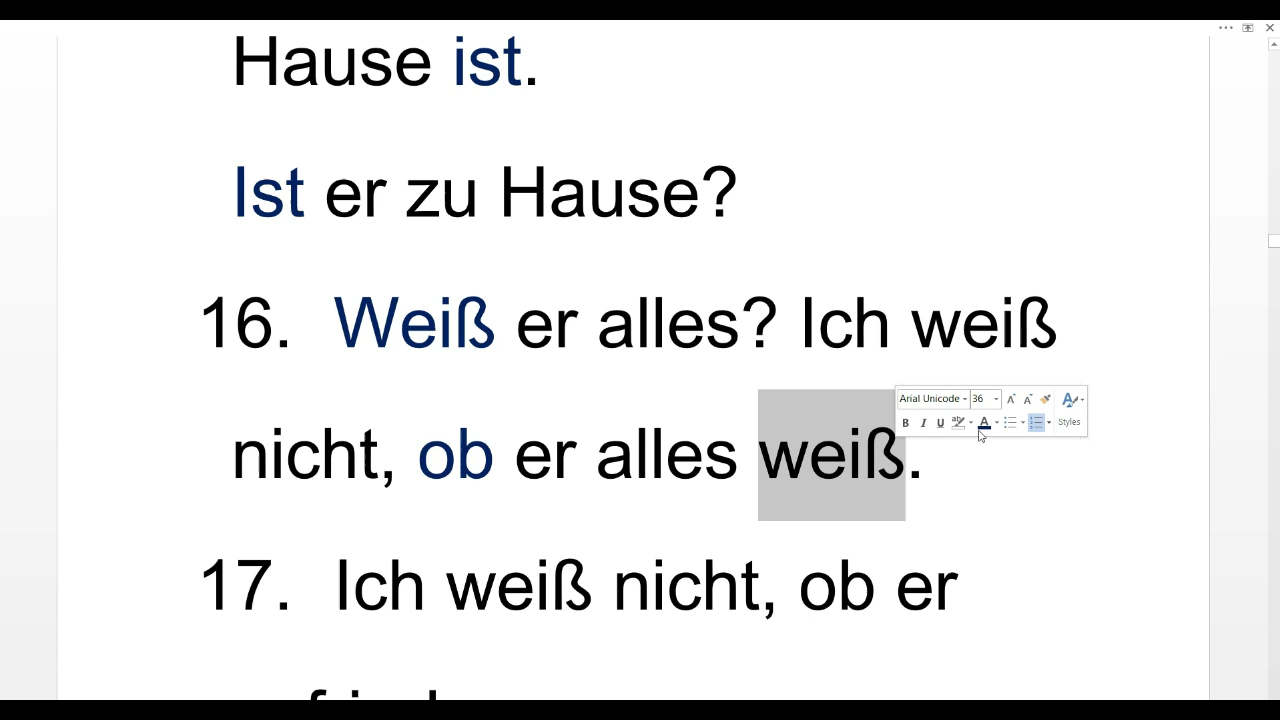 Hause ist.
Ist er zu Hause?
16. Weiß er alles? Ich weiß
Arial Unicode 36
Styles
nicht, ob er alles weiß.
17. Ich weiß nicht, ob er